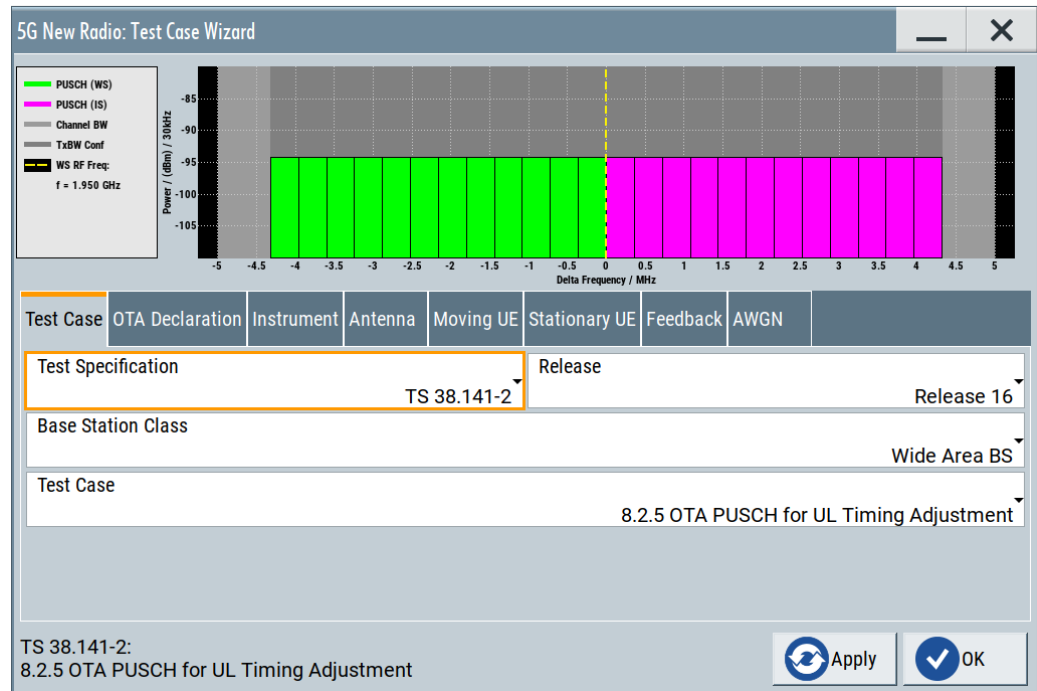 5G New Radio: Test Case Wizard
PUSCH (WS)
PUSCH (IS)
Channel BW
TxBW Conf
WS RF Freq:
f = 1.950 GHz
Power / (dBm) / 30kHz
-85
-90
-95
-100
-105
-5 -4.5 -4 -3.5 -3 -2.5 -2 -1.5 -1 -0.5 0 0.5 1 1.5 2 2.5 3 3.5 4 4.5 5
Delta Frequency / MHz
Test Case OTA Declaration Instrument Antenna Moving UE Stationary UE Feedback AWGN
Test Specification
TS 38.141-2
Release
Release 16
Base Station Class
Wide Area BS
Test Case
8.2.5 OTA PUSCH for UL Timing Adjustment
TS 38.141-2:
8.2.5 OTA PUSCH for UL Timing Adjustment
Apply
OK